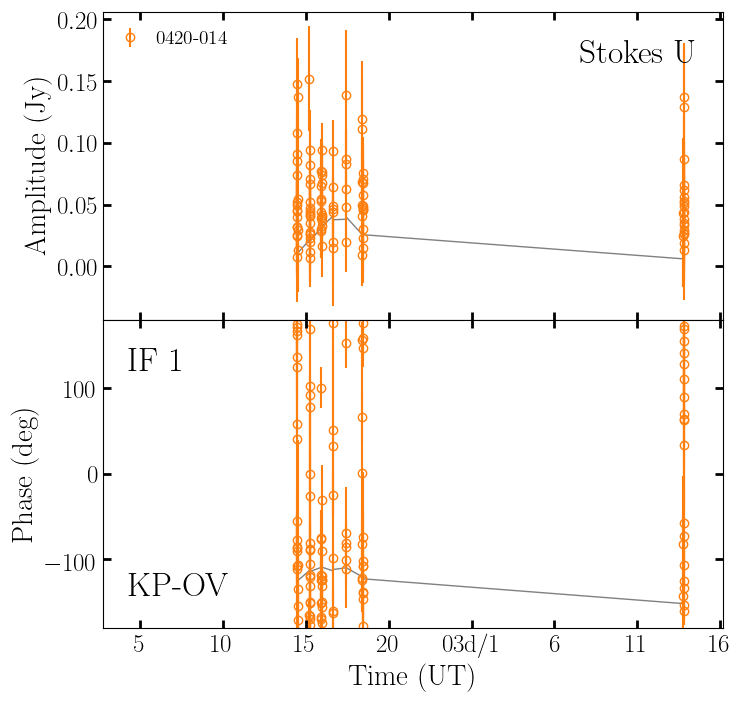 0.20
0420-014
Stokes U
0.15
0.10
0.05
0.00
Amplitude (Jy)
IF 1
100
0
−100
Phase (deg)
KP-OV
5 10 15 20 03d/1 6 11 16
Time (UT)